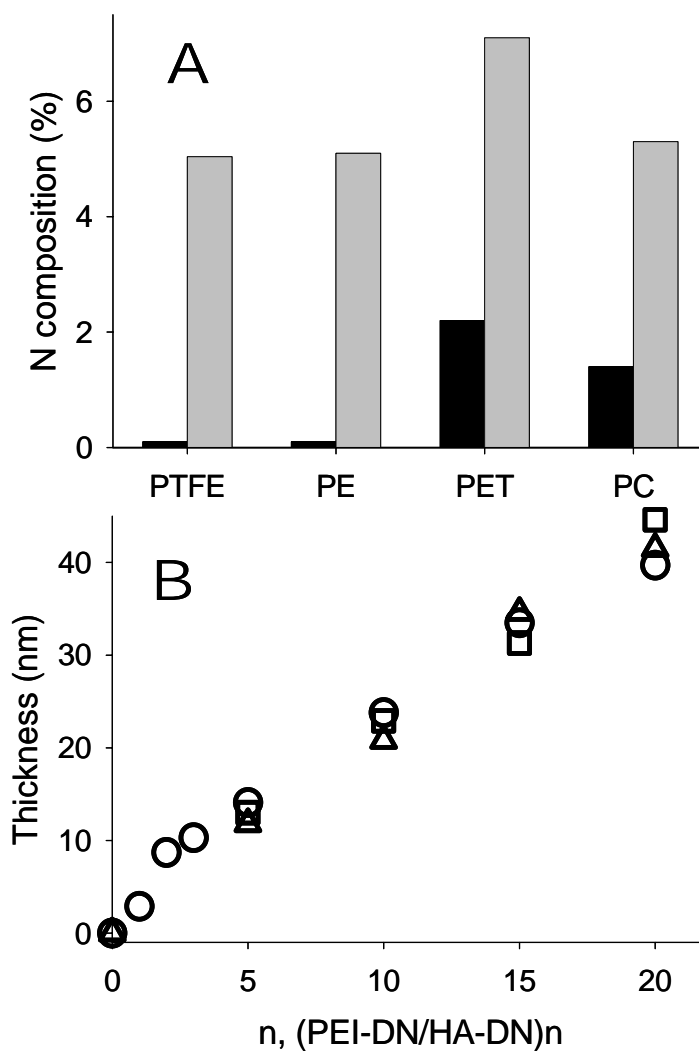 A
N composition (%)
6
4
2
0
PTFE PE PET PC
B
Thickness (nm)
40
30
20
10
0
0 5 10 15 20
n, (PEI-DN/HA-DN)n